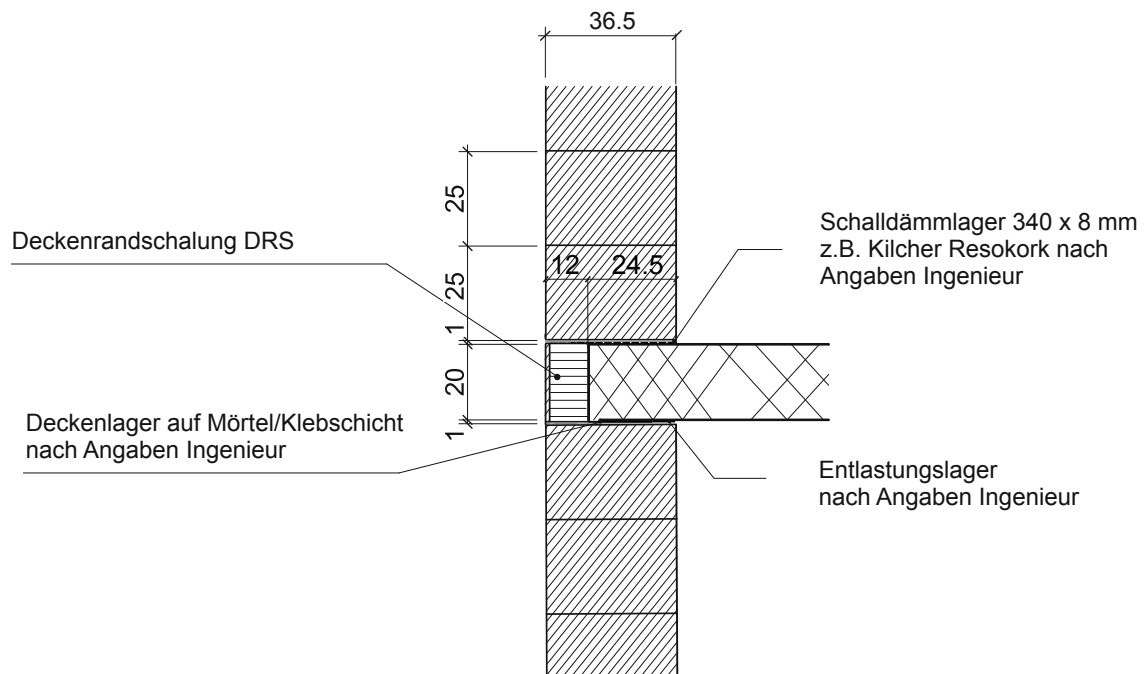 36.5
25
Deckenrandschalung DRS
Schalldämmlager 340 x 8 mm
z.B. Kilcher Resokork nach
Angaben Ingenieur
12
24.5
25
1
20
Deckenlager auf Mörtel/Klebschicht
nach Angaben Ingenieur
1
Entlastungslager
nach Angaben Ingenieur